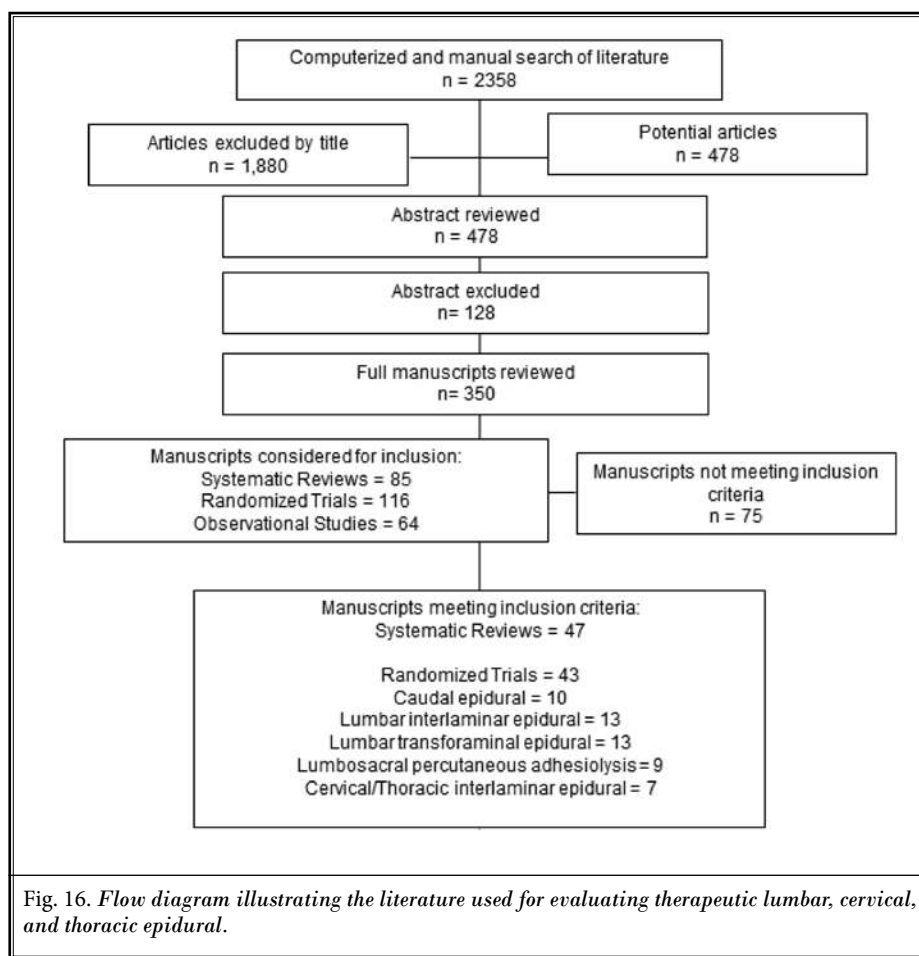 Computerized and manual search of literature
n = 2358
Articles excluded by title
n = 1,880
Potential articles
n = 478
Abstract reviewed
n = 478
Abstract excluded
n= 128
Full manuscripts reviewed
n= 350
Manuscripts considered for inclusion:
Systematic Reviews = 85
Randomized Trials = 116
Observational Studies = 64
Manuscripts not meeting inclusion
criteria
n = 75
Manuscripts meeting inclusion criteria:
Systematic Reviews = 47
Randomized Trials = 43
Caudal epidural = 10
Lumbar interlaminar epidural = 13
Lumbar transforaminal epidural = 13
Lumbosacral percutaneous adhesiolysis = 9
Cervical/Thoracic interlaminar epidural = 7
Fig. 16. Flow diagram illustrating the literature used for evaluating therapeutic lumbar, cervical,
and thoracic epidural.